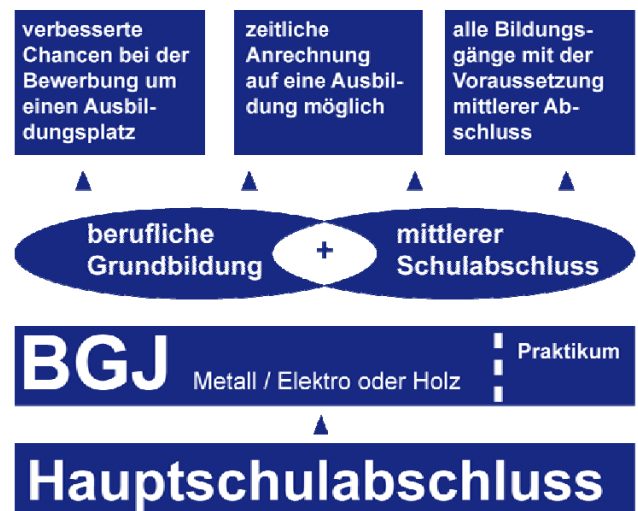 verbesserte
Chancen bei der
Bewerbung um
einen Ausbil-
dungsplatz
zeitliche
Anrechnung
auf eine Ausbil-
dung möglich
alle Bildungs-
gänge mit der
Voraussetzung
mittlerer Ab-
schluss
berufliche
Grundbildung
+
mittlerer
Schulabschluss
BGJ Metall / Elektro oder Holz
Praktikum
Hauptschulabschluss